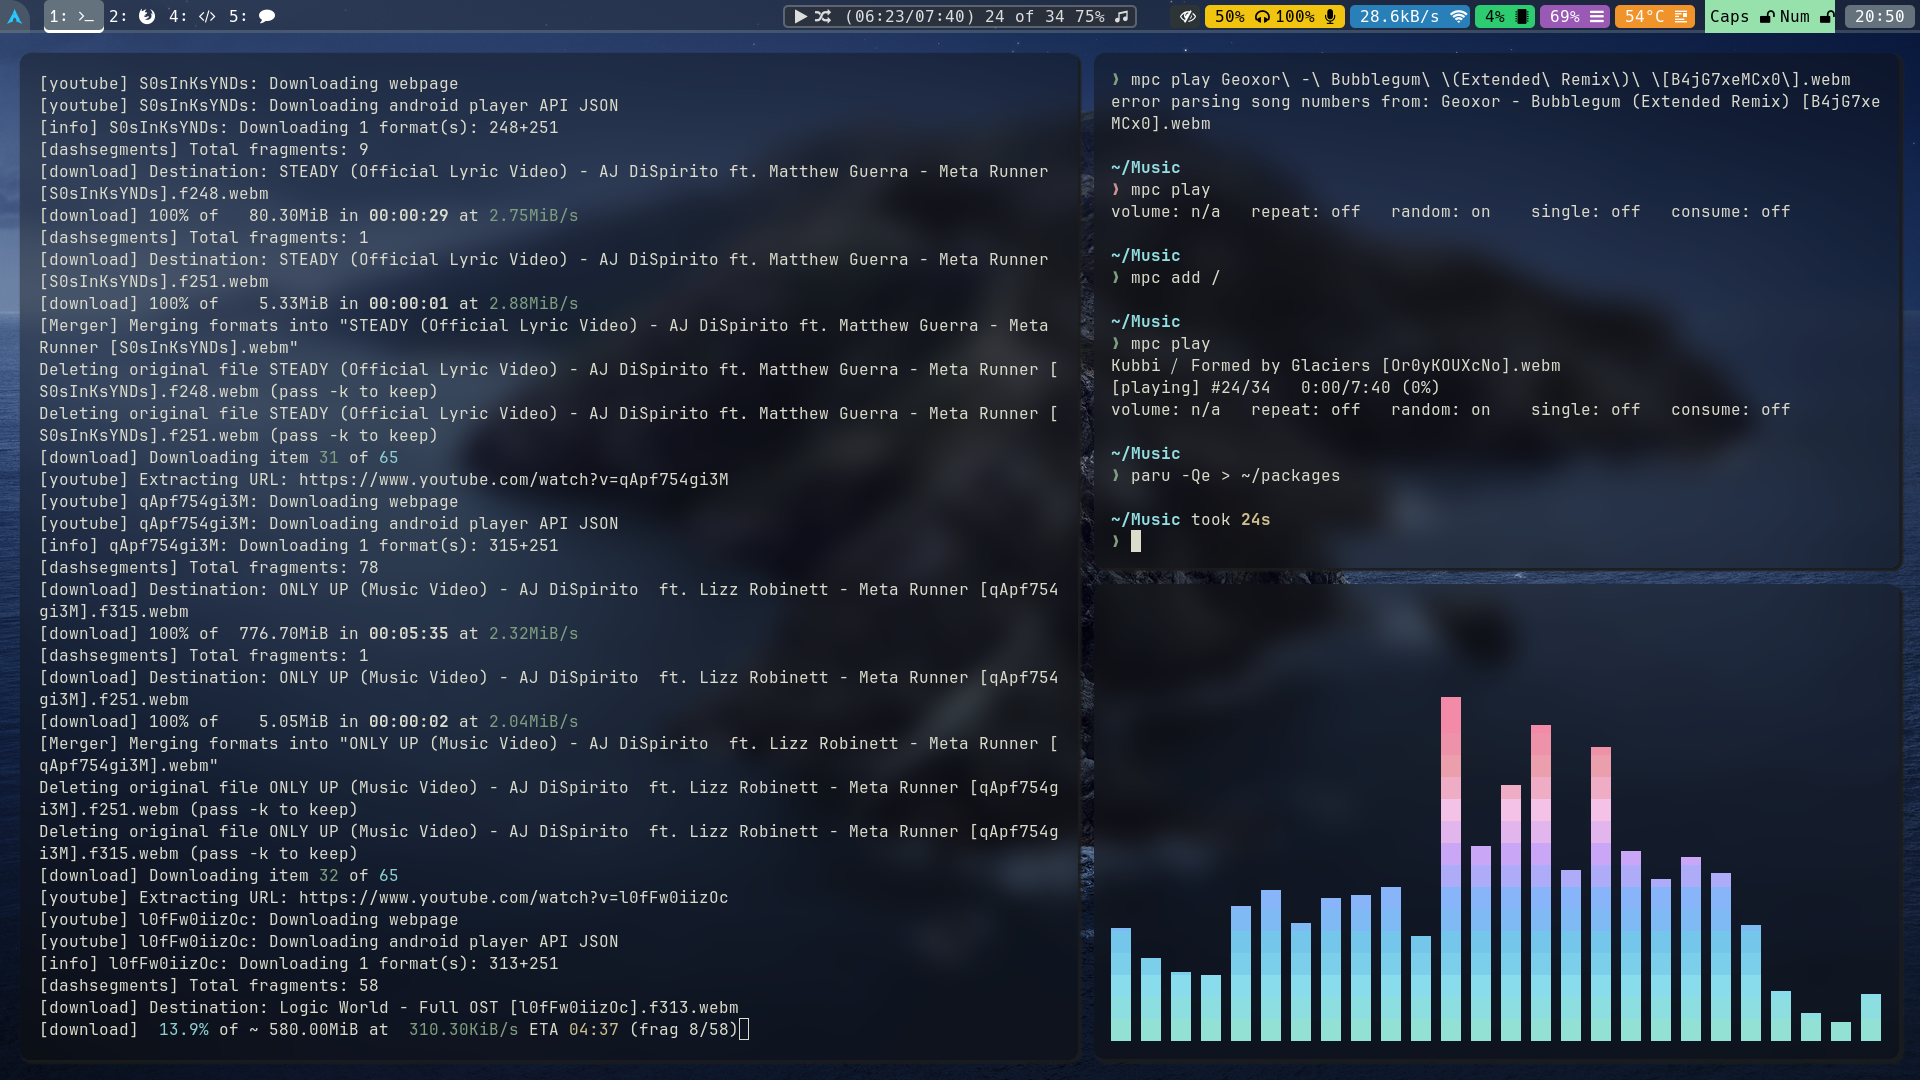 1: 2: 4: 5:
(06:23/07:40) 24 of 34 75%
50% 100% 28.6kB/s 4% 69% 54°C Caps Num 20:50
[youtube] S0sInKsYNDs: Downloading webpage
[youtube] S0sInKsYNDs: Downloading android player API JSON
[info] S0sInKsYNDs: Downloading 1 format(s): 248+251
[dashsegments] Total fragments: 9
[download] Destination: STEADY (Official Lyric Video) - AJ DiSpirito ft. Matthew Guerra - Meta Runner
[S0sInKsYNDs].f248.webm
[download] 100% of   80.30MiB in 00:00:29 at 2.75MiB/s
[dashsegments] Total fragments: 1
[download] Destination: STEADY (Official Lyric Video) - AJ DiSpirito ft. Matthew Guerra - Meta Runner
[S0sInKsYNDs].f251.webm
[download] 100% of    5.33MiB in 00:00:01 at 2.88MiB/s
[Merger] Merging formats into "STEADY (Official Lyric Video) - AJ DiSpirito ft. Matthew Guerra - Meta
Runner [S0sInKsYNDs].webm"
Deleting original file STEADY (Official Lyric Video) - AJ DiSpirito ft. Matthew Guerra - Meta Runner [
S0sInKsYNDs].f248.webm (pass -k to keep)
Deleting original file STEADY (Official Lyric Video) - AJ DiSpirito ft. Matthew Guerra - Meta Runner [
S0sInKsYNDs].f251.webm (pass -k to keep)
[download] Downloading item 31 of 65
[youtube] Extracting URL: https://www.youtube.com/watch?v=qApf754gi3M
[youtube] qApf754gi3M: Downloading webpage
[youtube] qApf754gi3M: Downloading android player API JSON
[info] qApf754gi3M: Downloading 1 format(s): 315+251
[dashsegments] Total fragments: 78
[download] Destination: ONLY UP (Music Video) - AJ DiSpirito  ft. Lizz Robinett - Meta Runner [qApf754
gi3M].f315.webm
[download] 100% of  776.70MiB in 00:05:35 at 2.32MiB/s
[dashsegments] Total fragments: 1
[download] Destination: ONLY UP (Music Video) - AJ DiSpirito  ft. Lizz Robinett - Meta Runner [qApf754
gi3M].f251.webm
[download] 100% of    5.05MiB in 00:00:02 at 2.04MiB/s
[Merger] Merging formats into "ONLY UP (Music Video) - AJ DiSpirito  ft. Lizz Robinett - Meta Runner [
qApf754gi3M].webm"
Deleting original file ONLY UP (Music Video) - AJ DiSpirito  ft. Lizz Robinett - Meta Runner [qApf754g
i3M].f251.webm (pass -k to keep)
Deleting original file ONLY UP (Music Video) - AJ DiSpirito  ft. Lizz Robinett - Meta Runner [qApf754g
i3M].f315.webm (pass -k to keep)
[download] Downloading item 32 of 65
[youtube] Extracting URL: https://www.youtube.com/watch?v=l0fFw0iizOc
[youtube] l0fFw0iizOc: Downloading webpage
[youtube] l0fFw0iizOc: Downloading android player API JSON
[info] l0fFw0iizOc: Downloading 1 format(s): 313+251
[dashsegments] Total fragments: 58
[download] Destination: Logic World - Full OST [l0fFw0iizOc].f313.webm
[download]  13.9% of ~ 580.00MiB at  310.30KiB/s ETA 04:37 (frag 8/58)
❯ mpc play Geoxor\ -\ Bubblegum\ \(Extended\ Remix\)\ \[B4jG7xeMCx0\].webm
error parsing song numbers from: Geoxor - Bubblegum (Extended Remix) [B4jG7xe
MCx0].webm
~/Music
❯ mpc play
volume: n/a   repeat: off   random: on    single: off   consume: off
~/Music
❯ mpc add /
~/Music
❯ mpc play
Kubbi / Formed by Glaciers [Or0yKOUXcNo].webm
[playing] #24/34   0:00/7:40 (0%)
volume: n/a   repeat: off   random: on    single: off   consume: off
~/Music
❯ paru -Qe > ~/packages
~/Music took 24s
❯